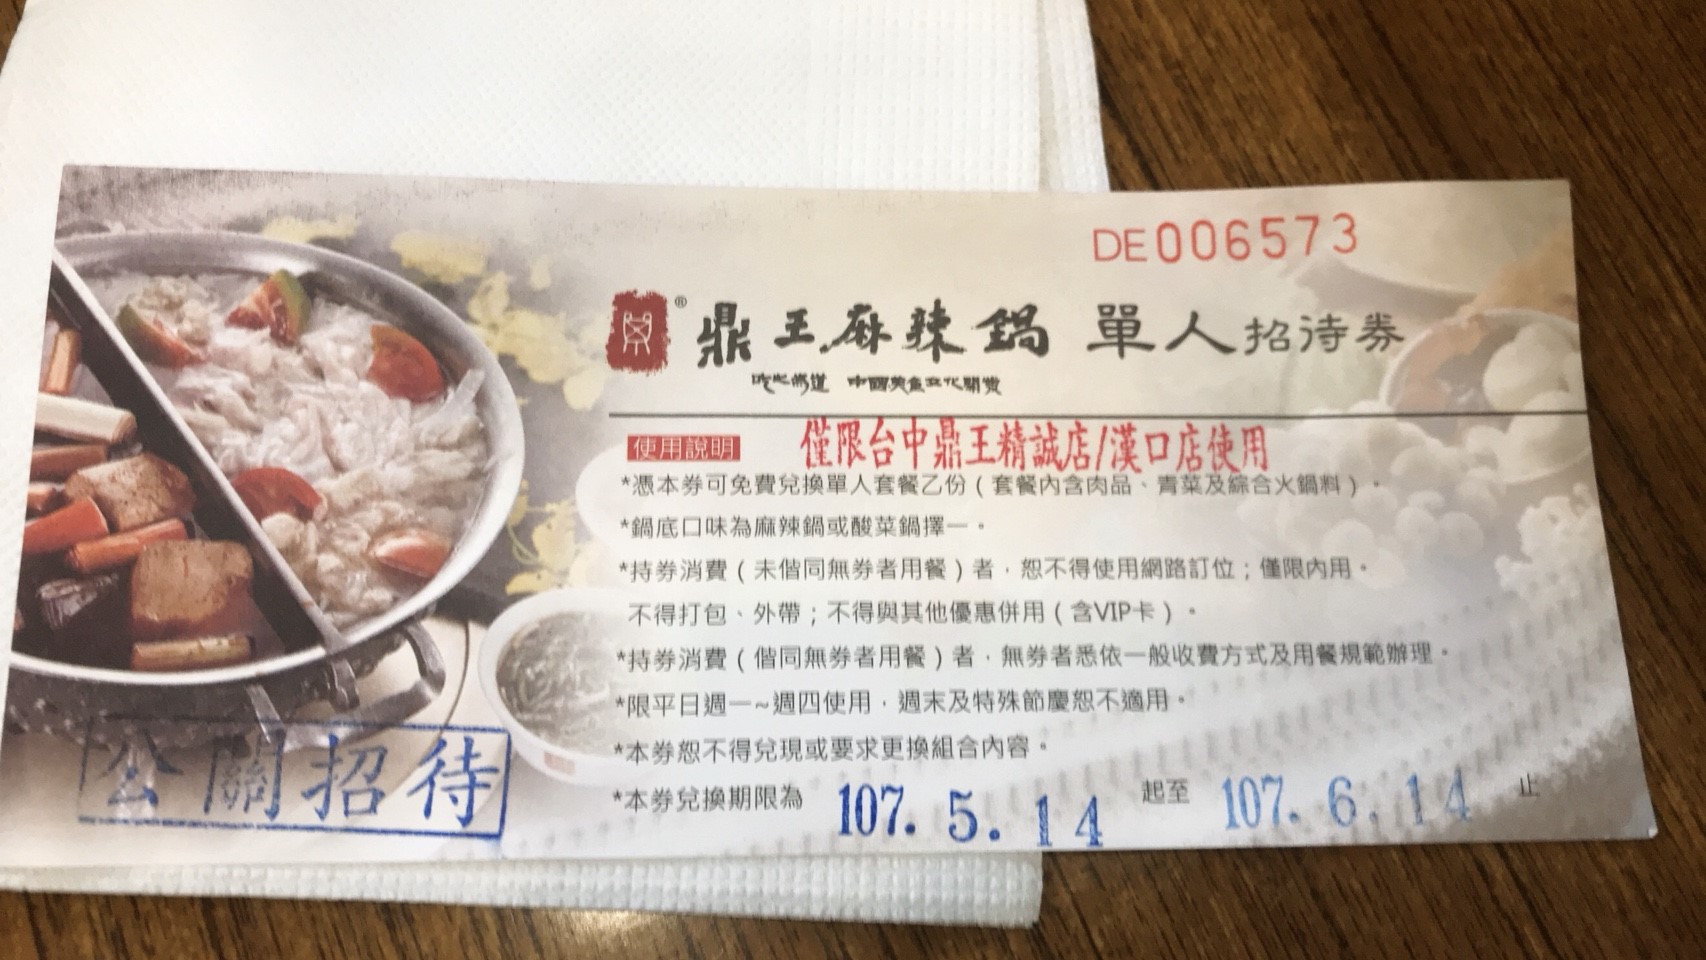 DE006573
鼎王麻辣鍋 單人招待券
中國美食文化開賣
使用說明 僅限台中鼎王精誠店/漢口店使用
*憑本券可免費兌換單人套餐乙份(套餐內含肉品、青菜及綜合火鍋料)。
*鍋底口味為麻辣鍋或酸菜鍋擇一。
*持券消費(未偕同無券者用餐)者,恕不得使用網路訂位;僅限內用。
不得打包、外帶;不得與其他優惠併用(含VIP卡)。
*持券消費(偕同無券者用餐)者,無券者悉依一般收費方式及用餐規範辦理。
*限平日週一~週四使用,週末及特殊節慶恕不適用。
*本券恕不得兌現或要求更換組合內容。
*本券兌換期限為 107. 5. 14 起至 107. 6. 14 止
公關招待